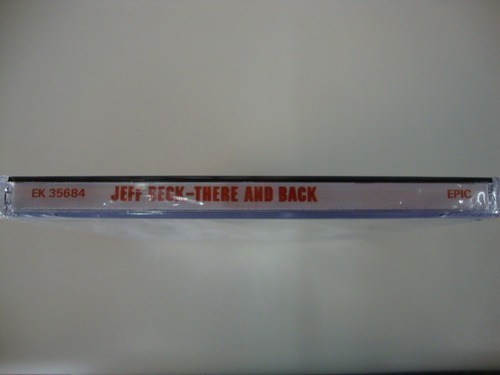 EK 35684 JEFF BECK-THERE AND BACK EPIC